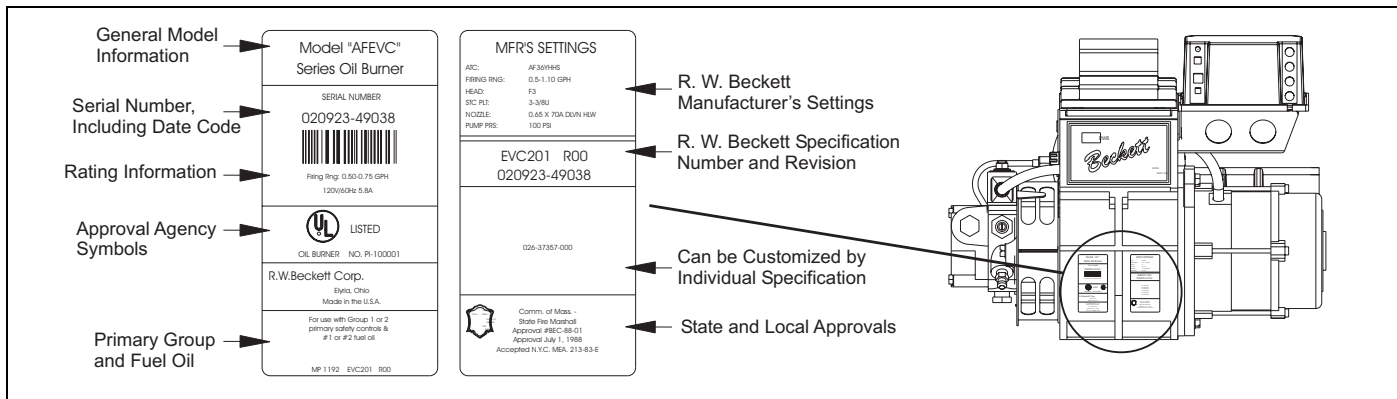 General Model
Information
Serial Number,
Including Date Code
Rating Information
Approval Agency
Symbols
Primary Group
and Fuel Oil
Model "AFEVC"
Series Oil Burner
SERIAL NUMBER
020923-49038
Firing Rng: 0.50-0.75 GPH
120V/60Hz 5.8A
UL LISTED
OIL BURNER NO. PI-100001
R.W.Beckett Corp.
Elyria, Ohio
Made in the U.S.A.
For use with Group 1 or 2
primary safety controls &
#1 or #2 fuel oil
MP 1192 EVC201 R00
MFR'S SETTINGS
ATC: AF36YHHS
FIRING RNG: 0.5-1.10 GPH
HEAD: F3
STC PLT: 3-3/8U
NOZZLE: 0.65 X 70A DLVN HLW
PUMP PRS: 100 PSI
EVC201 R00
020923-49038
026-37357-000
Comm. of Mass. -
State Fire Marshall
Approval #BEC-88-01
Approval July 1, 1988
Accepted N.Y.C. MEA. 213-83-E
R. W. Beckett
Manufacturer's Settings
R. W. Beckett Specification
Number and Revision
Can be Customized by
Individual Specification
State and Local Approvals
Beckett